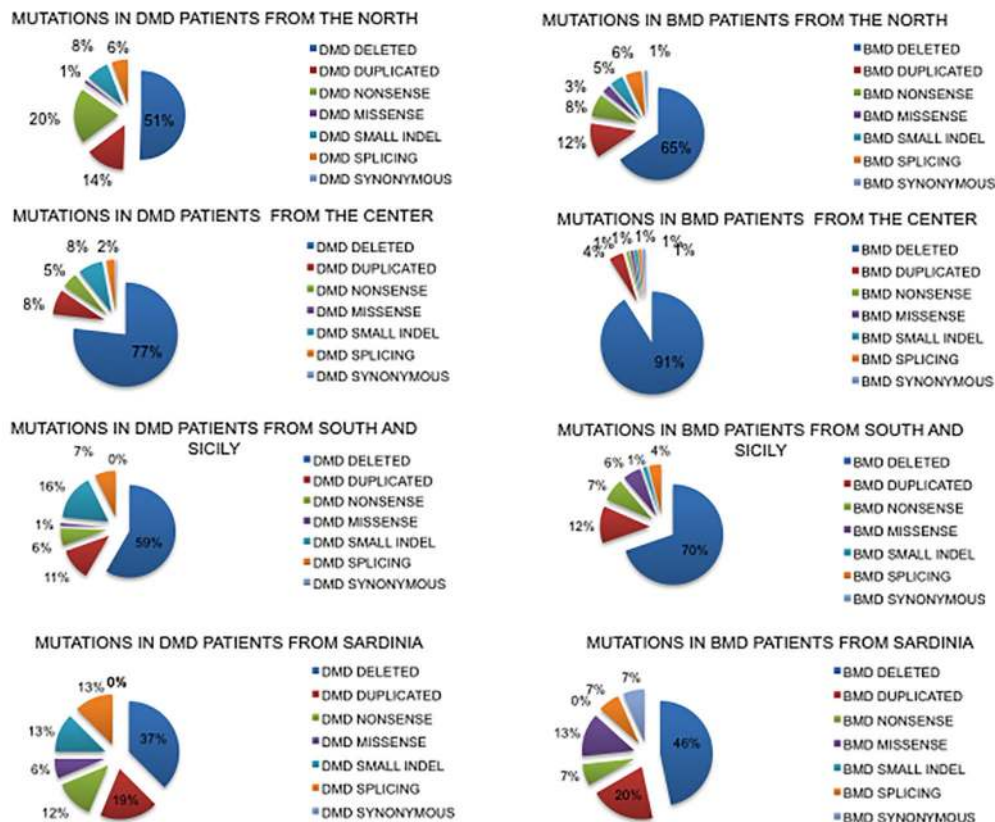 MUTATIONS IN DMD PATIENTS FROM THE NORTH
8% 6%
1%
20%
51%
14%
DMD DELETED
DMD DUPLICATED
DMD NONSENSE
DMD MISSENSE
DMD SMALL INDEL
DMD SPLICING
DMD SYNONYMOUS
MUTATIONS IN BMD PATIENTS FROM THE NORTH
6% 1%
5%
3%
8%
12%
65%
BMD DELETED
BMD DUPLICATED
BMD NONSENSE
BMD MISSENSE
BMD SMALL INDEL
BMD SPLICING
BMD SYNONYMOUS
MUTATIONS IN DMD PATIENTS FROM THE CENTER
8% 2%
5%
8%
77%
DMD DELETED
DMD DUPLICATED
DMD NONSENSE
DMD MISSENSE
DMD SMALL INDEL
DMD SPLICING
DMD SYNONYMOUS
MUTATIONS IN BMD PATIENTS FROM THE CENTER
1% 1% 1% 1%
4% 1%
91%
BMD DELETED
BMD DUPLICATED
BMD NONSENSE
BMD MISSENSE
BMD SMALL INDEL
BMD SPLICING
BMD SYNONYMOUS
MUTATIONS IN DMD PATIENTS FROM SOUTH AND
SICILY
7% 0%
16%
1%
6%
11%
59%
DMD DELETED
DMD DUPLICATED
DMD NONSENSE
DMD MISSENSE
DMD SMALL INDEL
DMD SPLICING
DMD SYNONYMOUS
MUTATIONS IN BMD PATIENTS FROM SOUTH AND
SICILY
6% 1% 4%
7%
12%
70%
BMD DELETED
BMD DUPLICATED
BMD NONSENSE
BMD MISSENSE
BMD SMALL INDEL
BMD SPLICING
BMD SYNONYMOUS
MUTATIONS IN DMD PATIENTS FROM SARDINIA
13% 0%
13%
37%
6%
12%
19%
DMD DELETED
DMD DUPLICATED
DMD NONSENSE
DMD MISSENSE
DMD SMALL INDEL
DMD SPLICING
DMD SYNONYMOUS
MUTATIONS IN BMD PATIENTS FROM SARDINIA
7% 7%
0%
13%
46%
7%
20%
BMD DELETED
BMD DUPLICATED
BMD NONSENSE
BMD MISSENSE
BMD SMALL INDEL
BMD SPLICING
BMD SYNONYMOUS